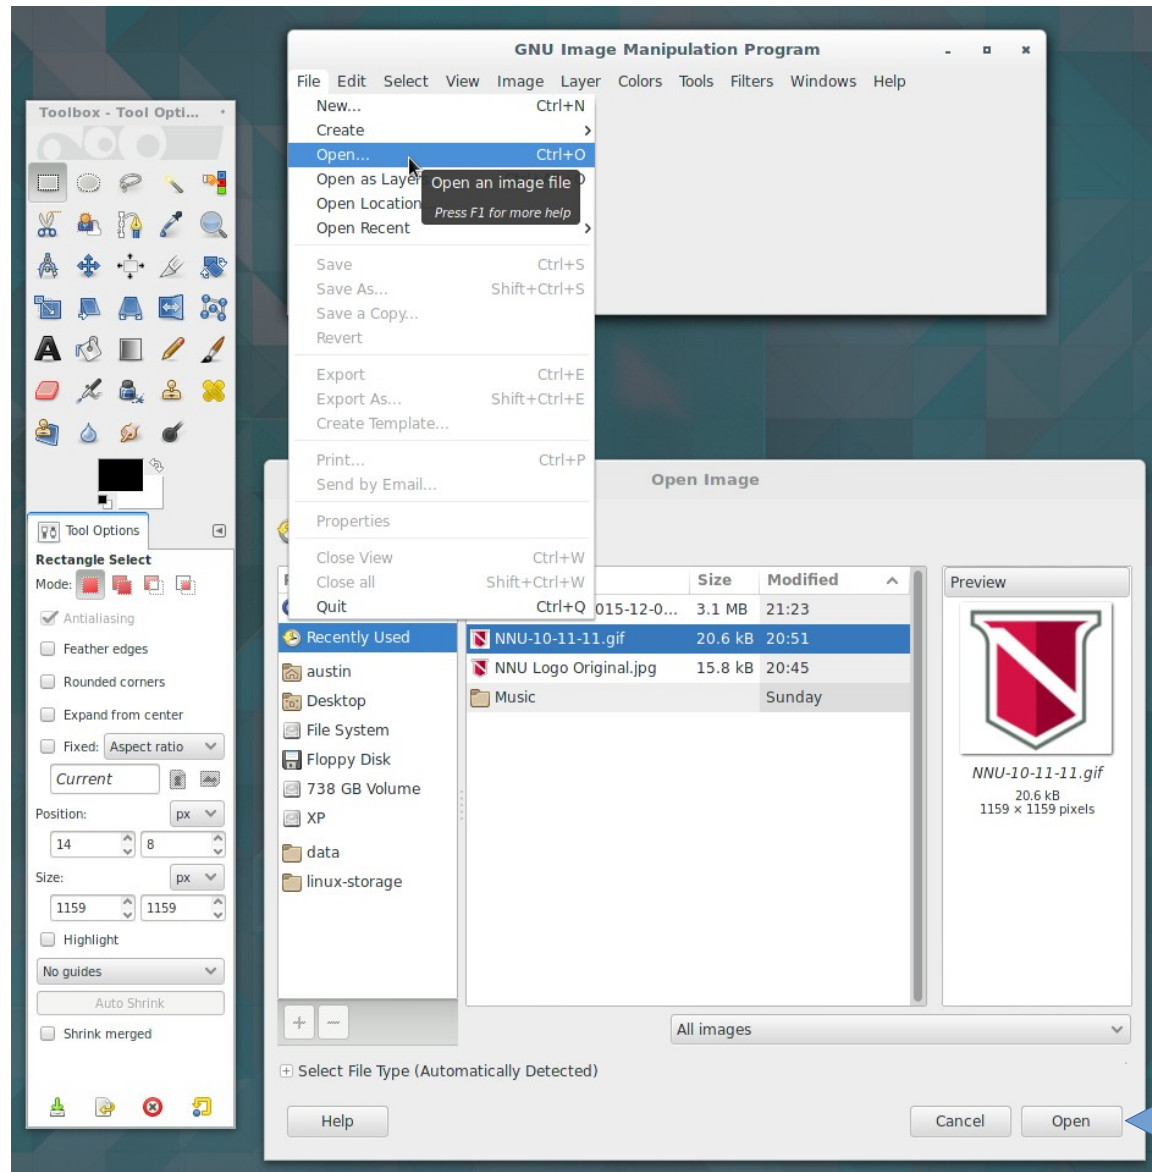 GNU Image Manipulation Program
File Edit Select View Image Layer Colors Tools Filters Windows Help
New... Ctrl+N
Create
Open... Ctrl+O
Open as Layer
Open Location
Open Recent
Open an image file
Press F1 for more help
Save Ctrl+S
Save As... Shift+Ctrl+S
Save a Copy...
Revert
Export Ctrl+E
Export As... Shift+Ctrl+E
Create Template...
Print... Ctrl+P
Send by Email...
Properties
Close View Ctrl+W
Close all Shift+Ctrl+W
Quit Ctrl+Q
Toolbox - Tool Opti...
Tool Options
Rectangle Select
Mode:
Antialiasing
Feather edges
Rounded corners
Expand from center
Fixed: Aspect ratio
Current
Position: px
14 8
Size: px
1159 1159
Highlight
No guides
Auto Shrink
Shrink merged
Open Image
Size Modified
015-12-0... 3.1 MB 21:23
NNU-10-11-11.gif 20.6 kB 20:51
NNU Logo Original.jpg 15.8 kB 20:45
Music Sunday
Recently Used
austin
Desktop
File System
Floppy Disk
738 GB Volume
XP
data
linux-storage
Preview
NNU-10-11-11.gif
20.6 kB
1159 × 1159 pixels
All images
Select File Type (Automatically Detected)
Help Cancel Open